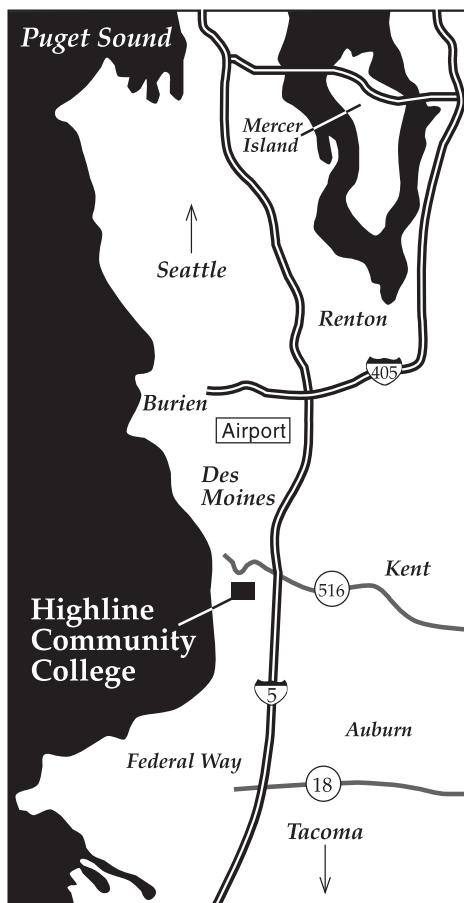 Puget Sound
Mercer
Island
Seattle
Renton
405
Burien
Airport
Des
Moines
Kent
516
Highline
Community
College
5
Auburn
Federal Way
18
Tacoma